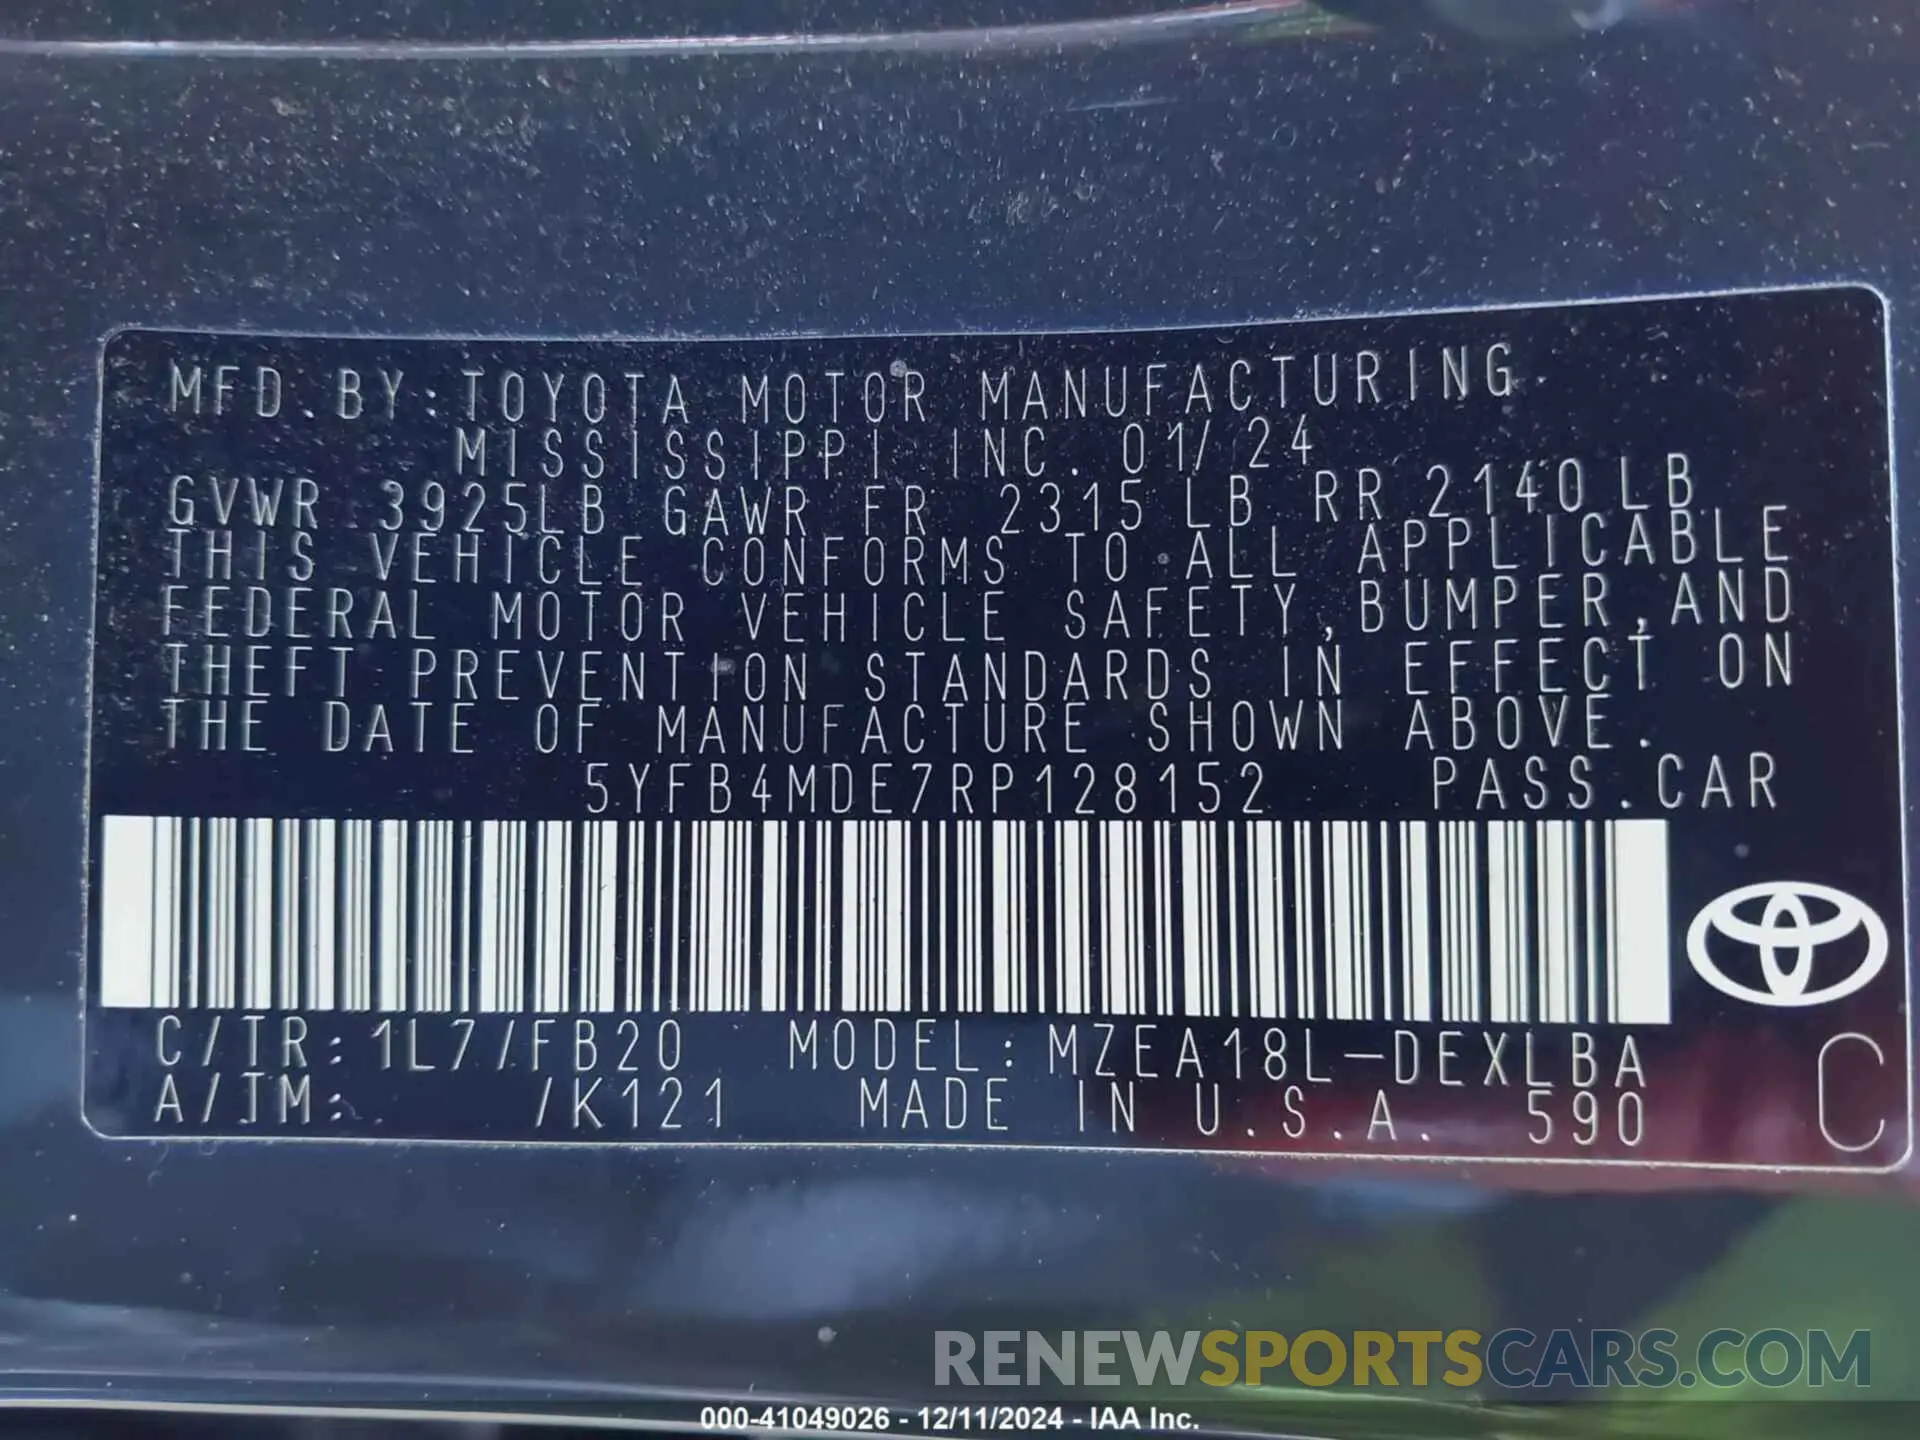 MFD. BY: TOYOTA MOTOR MANUFACTURING
MISSISSIPPI INC. 01/24
GVWR 3925LB GAWR FR 2315 LB RR 2140LB
THIS VEHICLE CONFORMS TO ALL APPLICABLE
FEDERAL MOTOR VEHICLE SAFETY, BUMPER, AND
THEFT PREVENTION STANDARDS IN EFFECT ON
THE DATE OF MANUFACTURE SHOWN ABOVE.
5YFB4MDE7RP128152 PASS. CAR
C/TR: 1L7/FB20 MODEL: MZEA18L-DEXLBA
A/TM: /K121 MADE IN U.S.A. 590 C
RENEWSPORTSCARS.COM
000-41049026 - 12/11/2024 - IAA Inc.